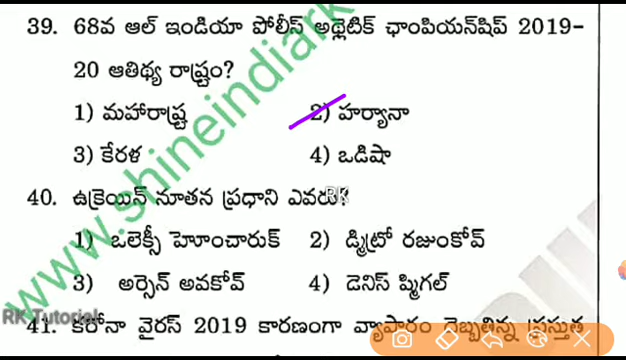 39. 68వ ఆల్ ఇండియా పోలీస్ అథ్లెటిక్ ఛాంపియన్‌షిప్ 2019-
20 ఆతిథ్య రాష్ట్రం?
1) మహారాష్ట్ర 2) హర్యానా
3) కేరళ 4) ఒడిషా
40. ఉక్రెయిన్ నూతన ప్రధాని ఎవరు?
RK
1) ఒలెక్సీ హెూంచారుక్ 2) డ్మిట్రో రజుంకోవ్
3) అర్సెన్ అవకోవ్ 4) డెనిస్ ష్మిగల్
RK Tutorial
41. కరోనా వైరస్ 2019 కారణంగా వ్యాపారం దెబ్బతిన్న ప్రస్తుత
www.shineindiark